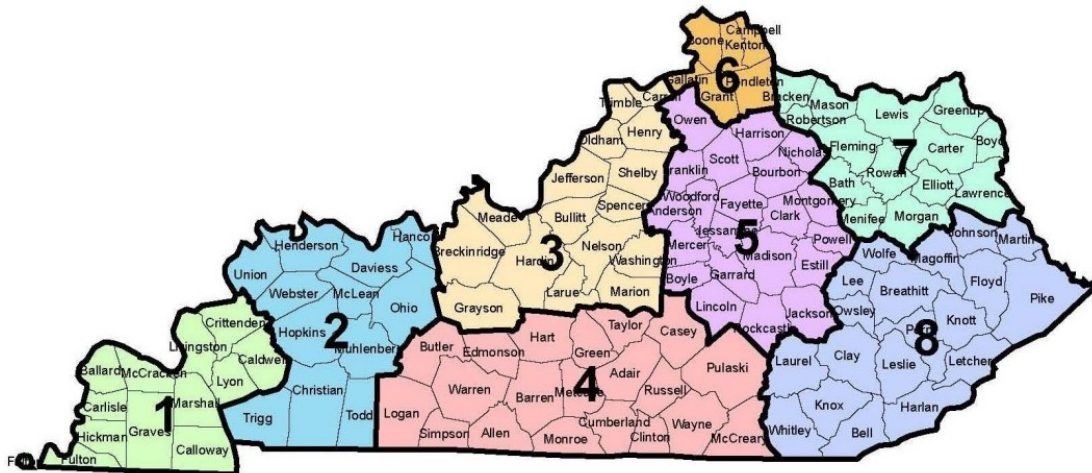 Boone
Campbell
Kenton
6
Gallatin
Grant
Pendleton
Carroll
Trimble
Owen
Henry
Oldham
Bracken
Mason
Robertson
Lewis
Greenup
Boyd
Fleming
Carter
7
Rowan
Bath
Elliott
Lawrence
Menifee
Morgan
Harrison
Nicholas
Scott
Franklin
Bourbon
Woodford
Fayette
Montgomery
Anderson
Clark
Jessamine
5
Powell
Mercer
Madison
Estill
Boyle
Garrard
Lincoln
Jackson
Rockcastle
Jefferson
Shelby
Spencer
Bullitt
Meade
Breckinridge
3
Hardin
Nelson
Washington
Larue
Marion
Grayson
Hancock
Henderson
Daviess
Union
Webster
McLean
Ohio
Hopkins
2
Muhlenberg
Christian
Trigg
Todd
Crittenden
Livingston
Caldwell
Lyon
Ballard
McCracken
Marshall
Carlisle
1
Graves
Hickman
Calloway
Fulton
Fulton
Butler
Edmonson
Hart
Taylor
Casey
Green
Pulaski
Adair
Warren
Barren
Metcalfe
4
Russell
Logan
Cumberland
Wayne
Simpson
Allen
Monroe
Clinton
McCreary
Johnson
Martin
Wolfe
Magoffin
Floyd
Lee
Breathitt
Pike
Owsley
Knott
Perry
8
Laurel
Clay
Leslie
Letcher
Knox
Harlan
Whitley
Bell